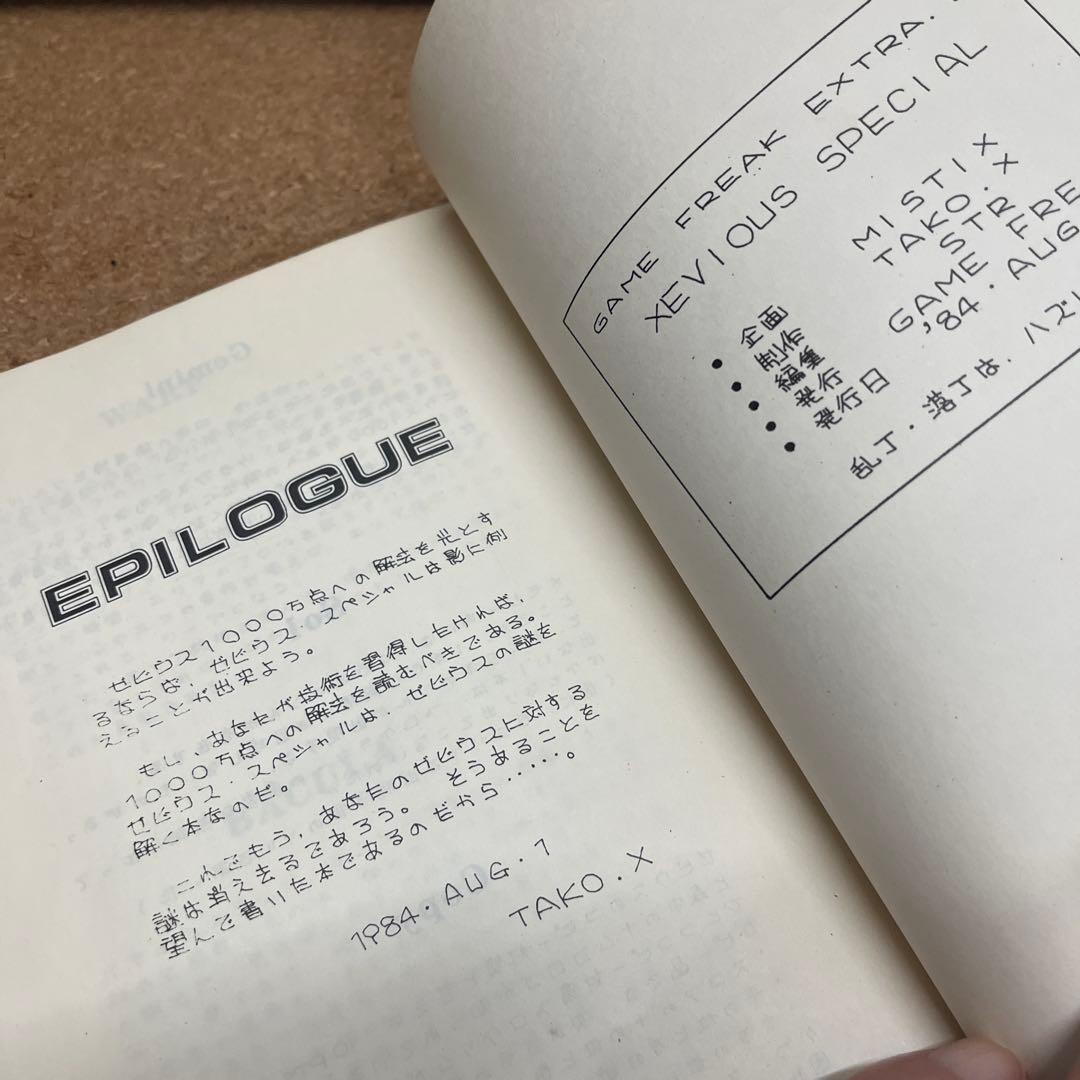 EPILOGUE
ゼビウス1000万点への解法を光とす
るならば、ゼビウス・スペシャルは影に例
えることが出来よう。
もし、あなたが技術を習得したければ、
1000万点への解法を読むべきである。
ゼビウス・スペシャルは、ゼビウスの謎を
解く本なのだ。
これでもう、あなたのゼビウスに対する
謎は消え去るであろう。そうあることを
望んで書いた本であるのだから……。
1984.AUG.1
TAKO.X
GAME FREAK EXTRA.
XEVIOUS SPECIAL
●企画 MISTIX
●制作 TAKO.X
●編集 STR
●発行 GAME FRE
●発行日 '84.AUG
乱丁・落丁は、ハズレ